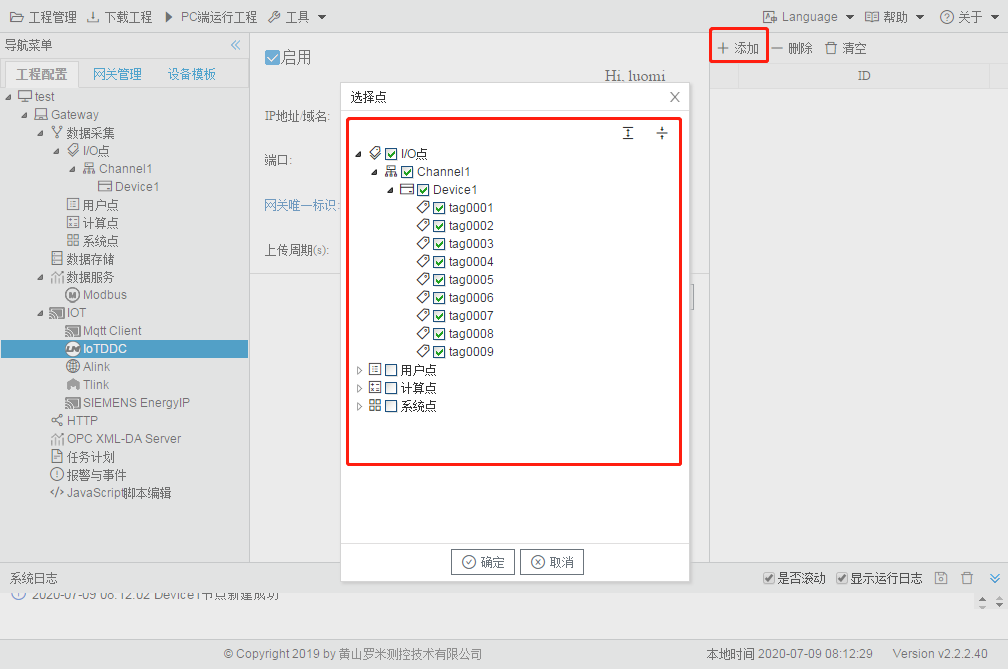 工程管理 下载工程 PC端运行工程 工具 Language 帮助 关于
导航菜单
工程配置 网关管理 设备模板
test
Gateway
数据采集
I/O点
Channel1
Device1
用户点
计算点
系统点
数据存储
数据服务
Modbus
IOT
Mqtt Client
IoTDDC
Alink
Tlink
SIEMENS EnergyIP
HTTP
OPC XML-DA Server
任务计划
报警与事件
JavaScript脚本编辑
启用
Hi, luomi
IP地址/域名:
端口:
网关唯一标识:
上传周期(s):
添加 删除 清空
ID
选择点
I/O点
Channel1
Device1
tag0001
tag0002
tag0003
tag0004
tag0005
tag0006
tag0007
tag0008
tag0009
用户点
计算点
系统点
确定 取消
系统日志 是否滚动 显示运行日志
2020-07-09 08:12:02 Device1节点新建成功
© Copyright 2019 by 黄山罗米测控技术有限公司 本地时间 2020-07-09 08:12:29 Version v2.2.2.40